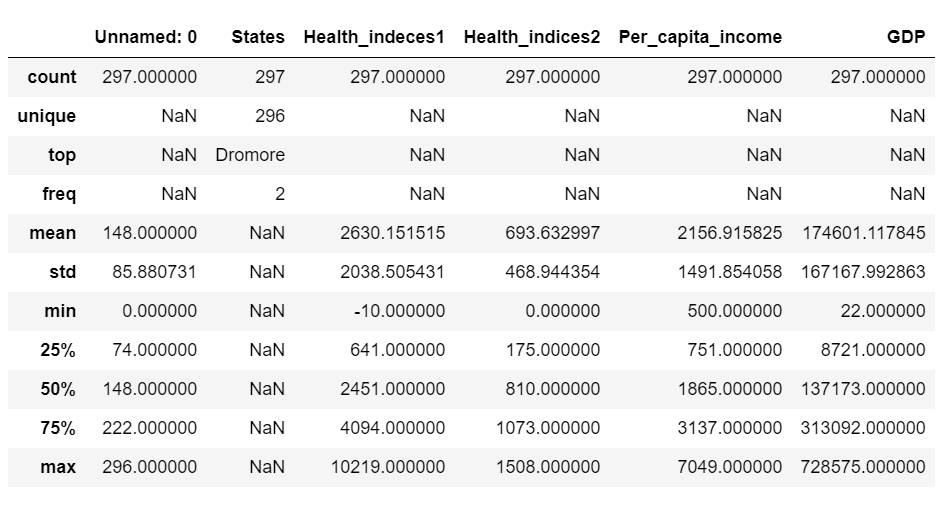 Unnamed: 0 States Health_indeces1 Health_indices2 Per_capita_income GDP
count 297.000000 297 297.000000 297.000000 297.000000 297.000000
unique NaN 296 NaN NaN NaN NaN
top NaN Dromore NaN NaN NaN NaN
freq NaN 2 NaN NaN NaN NaN
mean 148.000000 NaN 2630.151515 693.632997 2156.915825 174601.117845
std 85.880731 NaN 2038.505431 468.944354 1491.854058 167167.992863
min 0.000000 NaN -10.000000 0.000000 500.000000 22.000000
25% 74.000000 NaN 641.000000 175.000000 751.000000 8721.000000
50% 148.000000 NaN 2451.000000 810.000000 1865.000000 137173.000000
75% 222.000000 NaN 4094.000000 1073.000000 3137.000000 313092.000000
max 296.000000 NaN 10219.000000 1508.000000 7049.000000 728575.000000